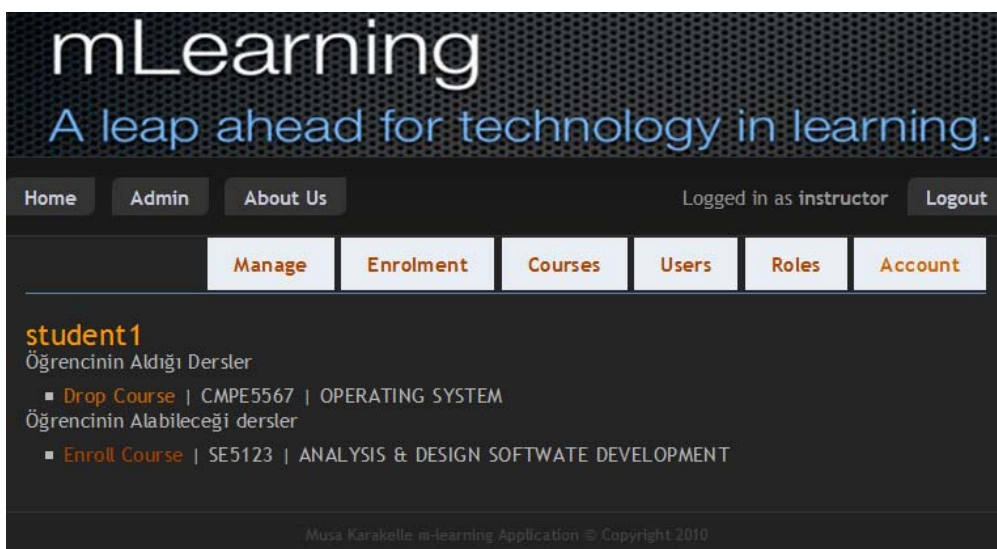 mLearning
A leap ahead for technology in learning.
Home Admin About Us Logged in as instructor Logout
Manage Enrolment Courses Users Roles Account
student1
Öğrencinin Aldığı Dersler
Drop Course | CMPE5567 | OPERATING SYSTEM
Öğrencinin Alabileceği dersler
Enroll Course | SE5123 | ANALYSIS & DESIGN SOFTWATE DEVELOPMENT
Musa Karakelle m-learning Application © Copyright 2010